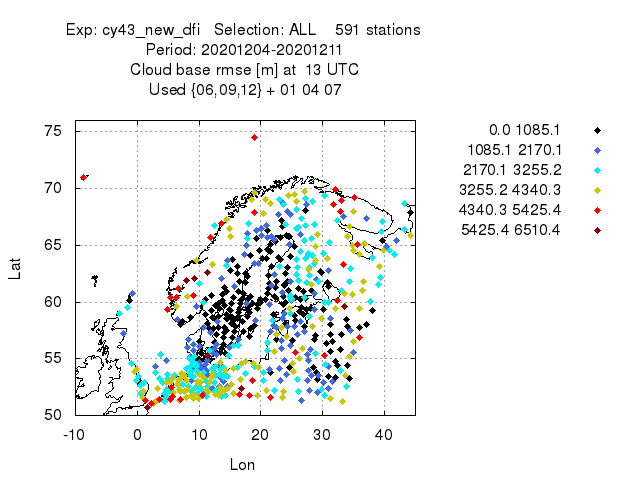 Exp: cy43_new_dfi   Selection: ALL    591 stations
Period: 20201204-20201211
Cloud base rmse [m] at  13 UTC
Used {06,09,12} + 01 04 07
0.0 1085.1
1085.1 2170.1
2170.1 3255.2
3255.2 4340.3
4340.3 5425.4
5425.4 6510.4
75
70
65
60
55
50
Lat
-10 0 10 20 30 40
Lon